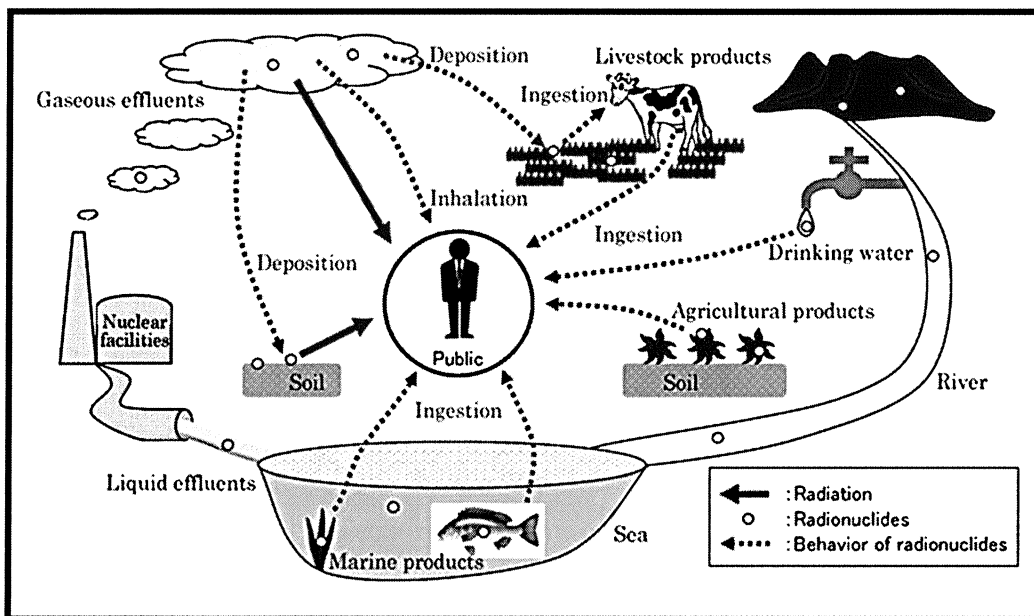 Deposition
Livestock products
Gaseous effluents
Ingestion
Inhalation
Ingestion
Drinking water
Deposition
Agricultural products
Nuclear
facilities
Public
Soil
Soil
River
Ingestion
Liquid effluents
Sea
Marine products
:Radiation
:Radionuclides
:Behavior of radionuclides